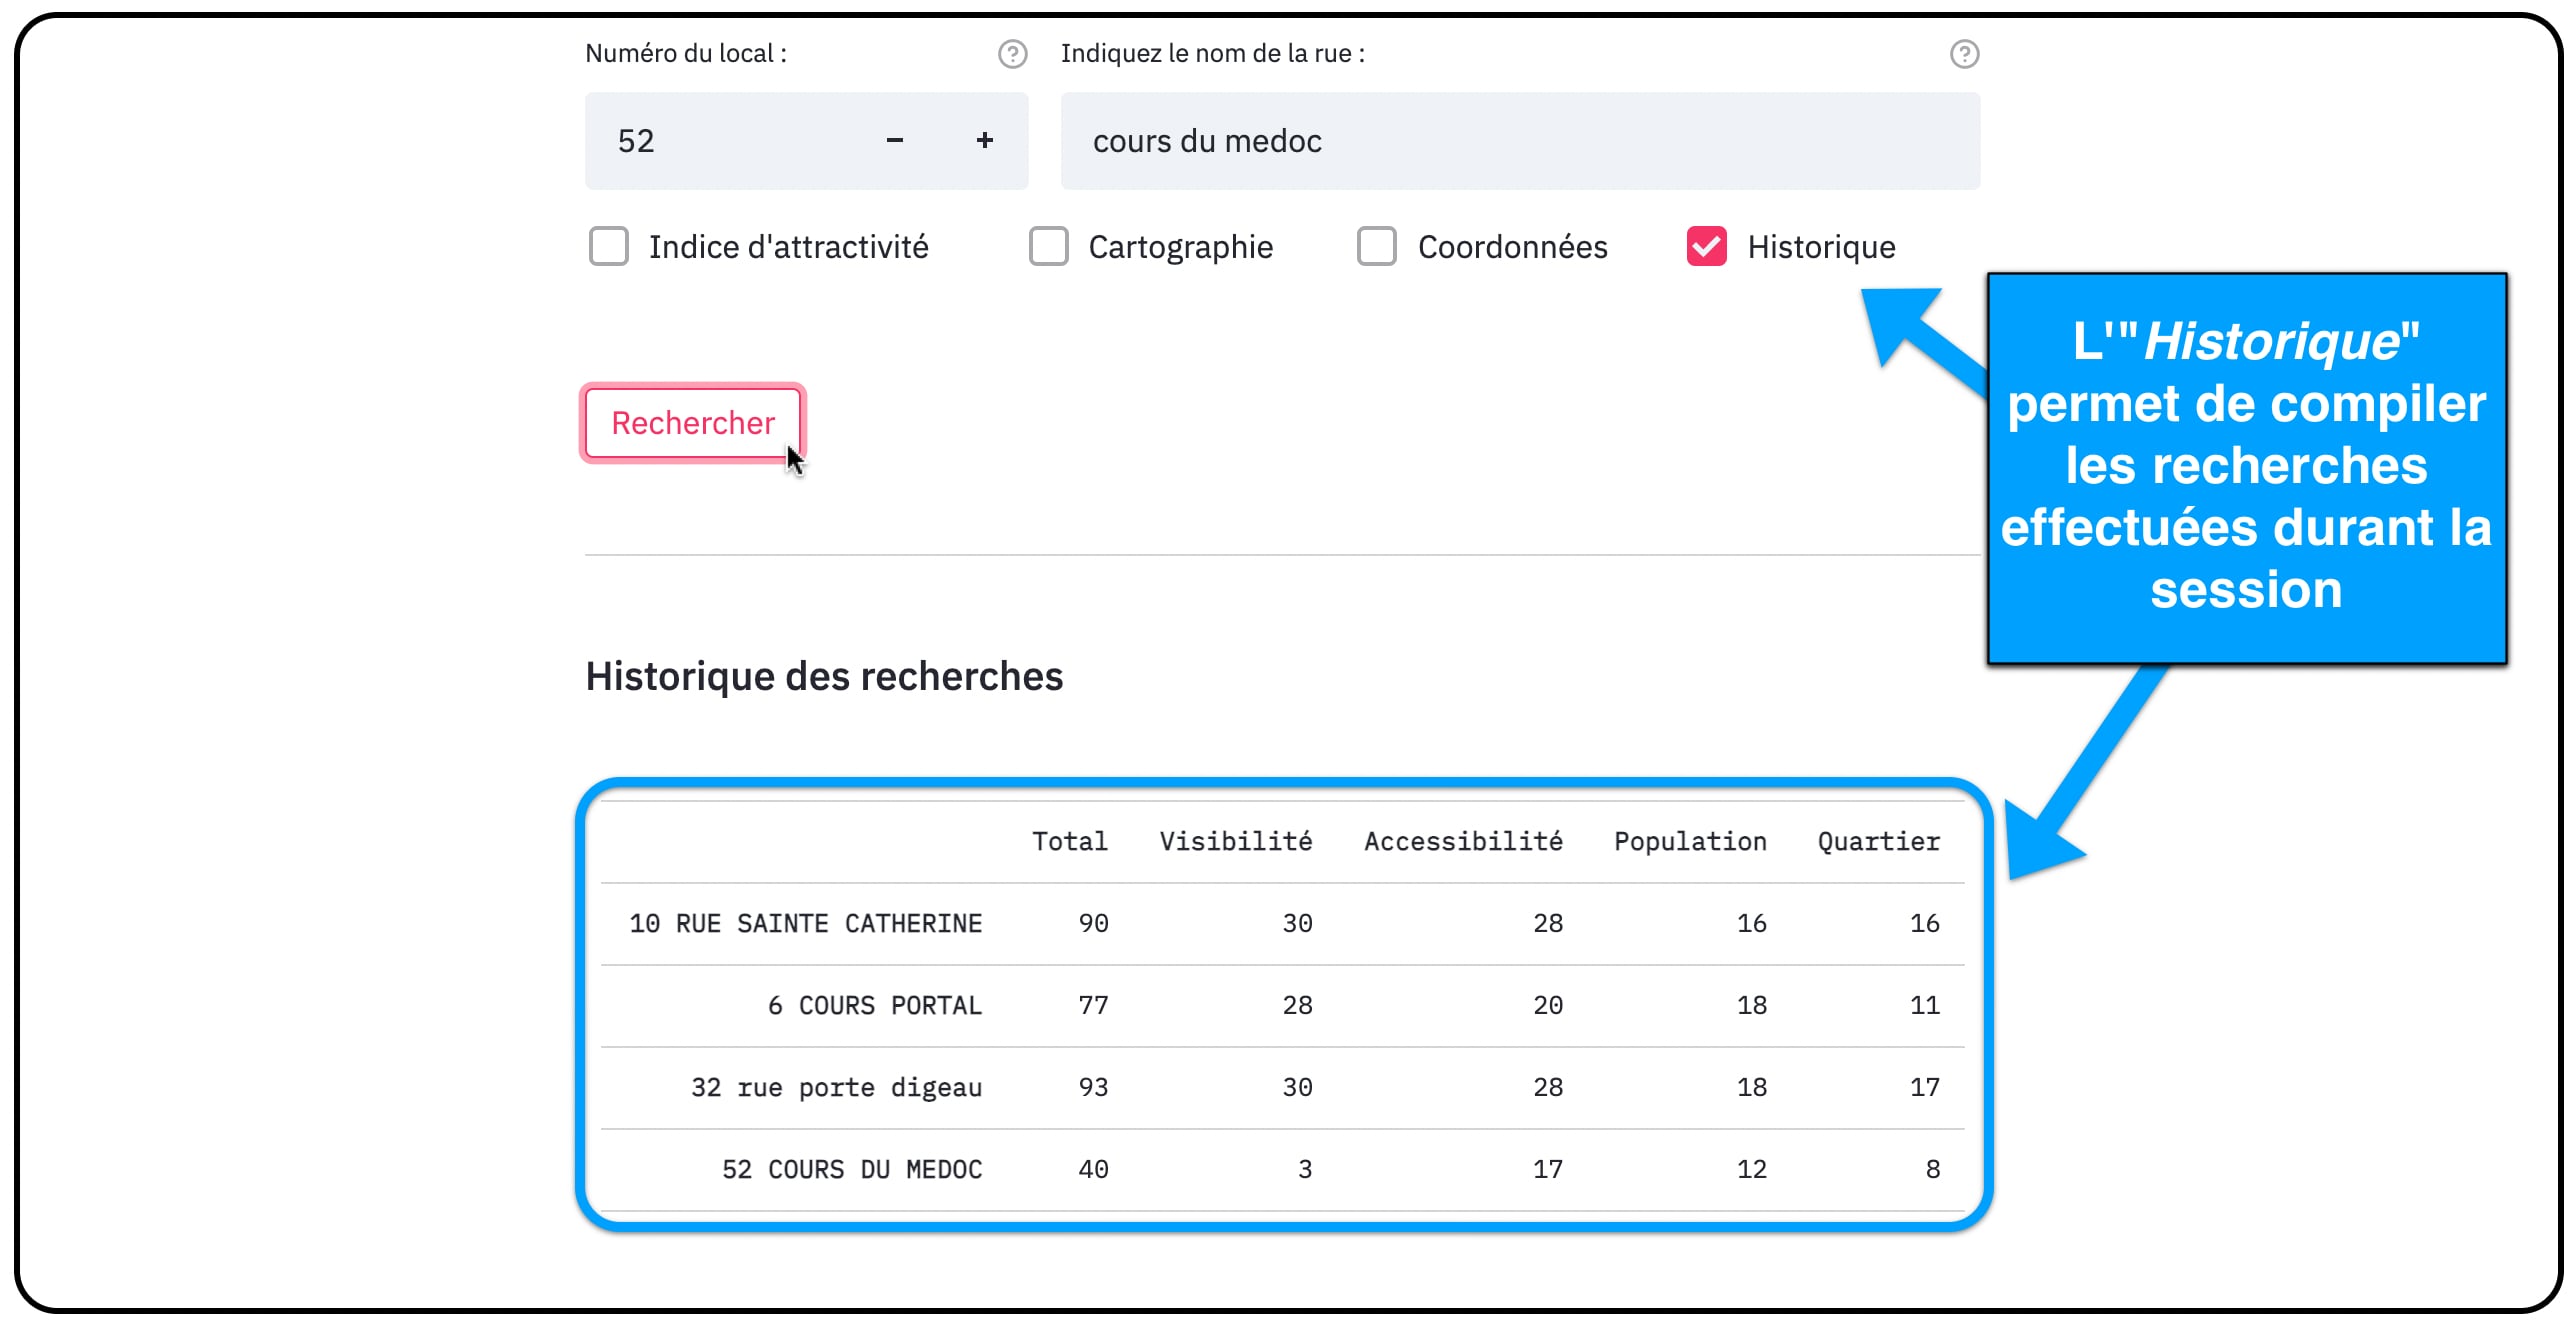 Numéro du local :
Indiquez le nom de la rue :
52 − +
cours du medoc
Indice d'attractivité Cartographie Coordonnées Historique
L'"Historique"
permet de compiler
les recherches
effectuées durant la
session
Rechercher
Historique des recherches
Total Visibilité Accessibilité Population Quartier
10 RUE SAINTE CATHERINE 90 30 28 16 16
6 COURS PORTAL 77 28 20 18 11
32 rue porte digeau 93 30 28 18 17
52 COURS DU MEDOC 40 3 17 12 8